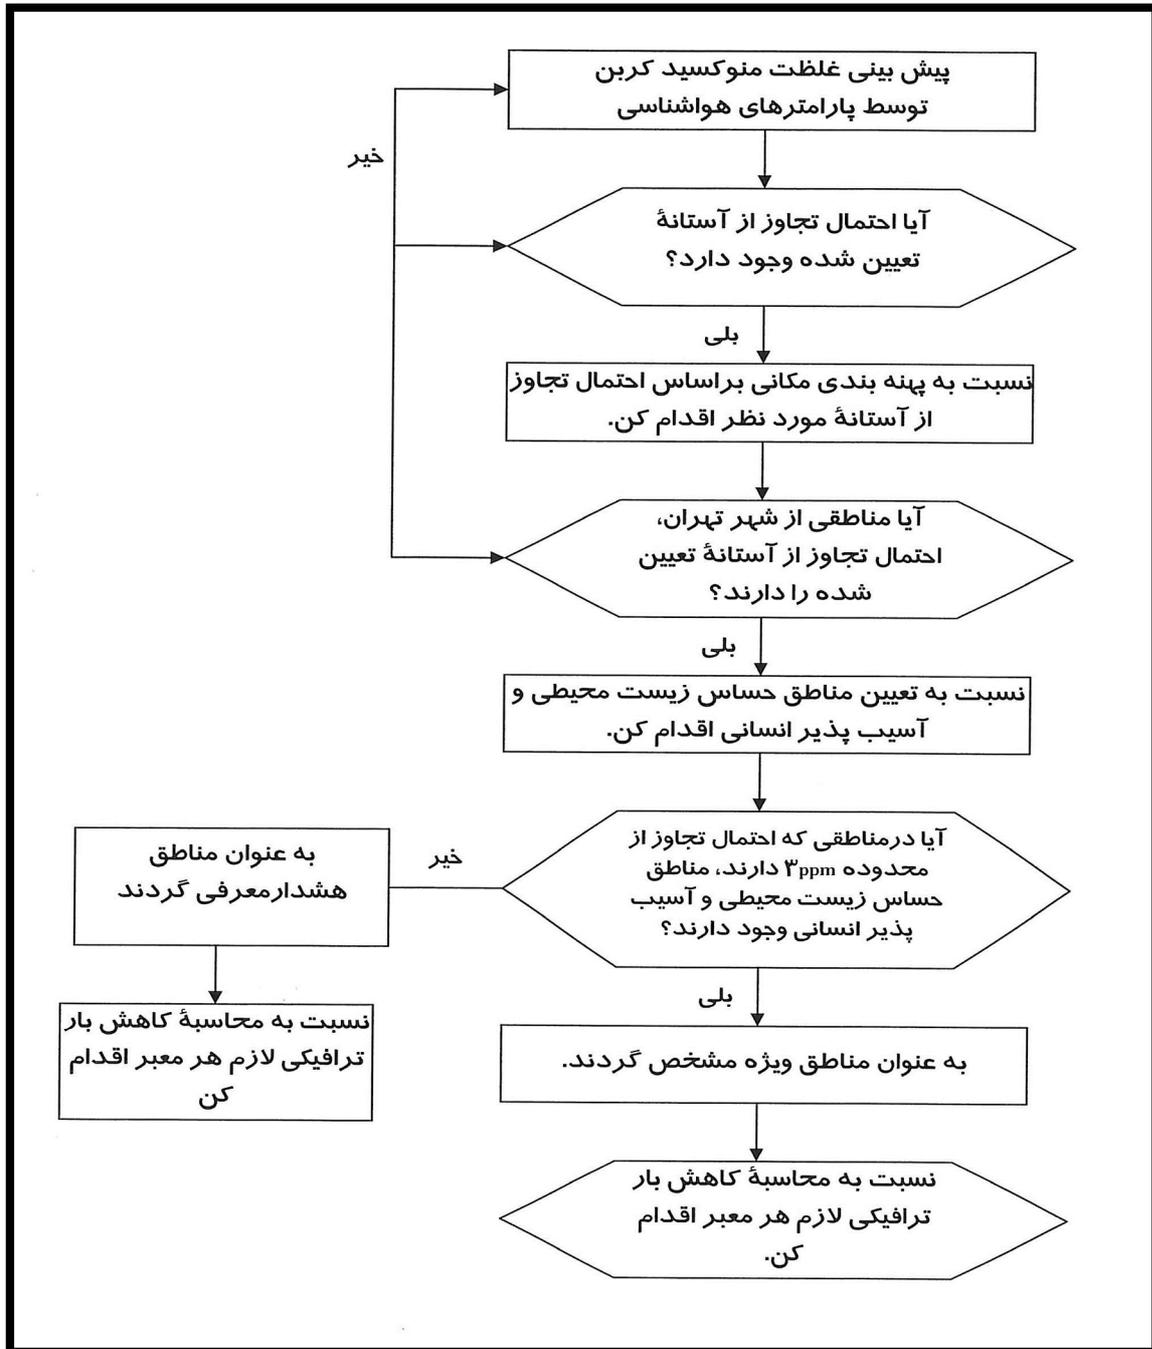 پیش بینی غلظت منوکسید کربن
توسط پارامترهای هواشناسی
خیر
آیا احتمال تجاوز از آستانهٔ
تعیین شده وجود دارد؟
بلی
نسبت به پهنه بندی مکانی براساس احتمال تجاوز
از آستانهٔ مورد نظر اقدام کن.
آیا مناطقی از شهر تهران،
احتمال تجاوز از آستانهٔ تعیین
شده را دارند؟
بلی
نسبت به تعیین مناطق حساس زیست محیطی و
آسیب پذیر انسانی اقدام کن.
آیا درمناطقی که احتمال تجاوز از
محدوده ۳ppm دارند، مناطق
حساس زیست محیطی و آسیب
پذیر انسانی وجود دارند؟
خیر
به عنوان مناطق
هشدارمعرفی گردند
نسبت به محاسبهٔ کاهش بار
ترافیکی لازم هر معبر اقدام
کن
بلی
به عنوان مناطق ویژه مشخص گردند.
نسبت به محاسبهٔ کاهش بار
ترافیکی لازم هر معبر اقدام
کن.